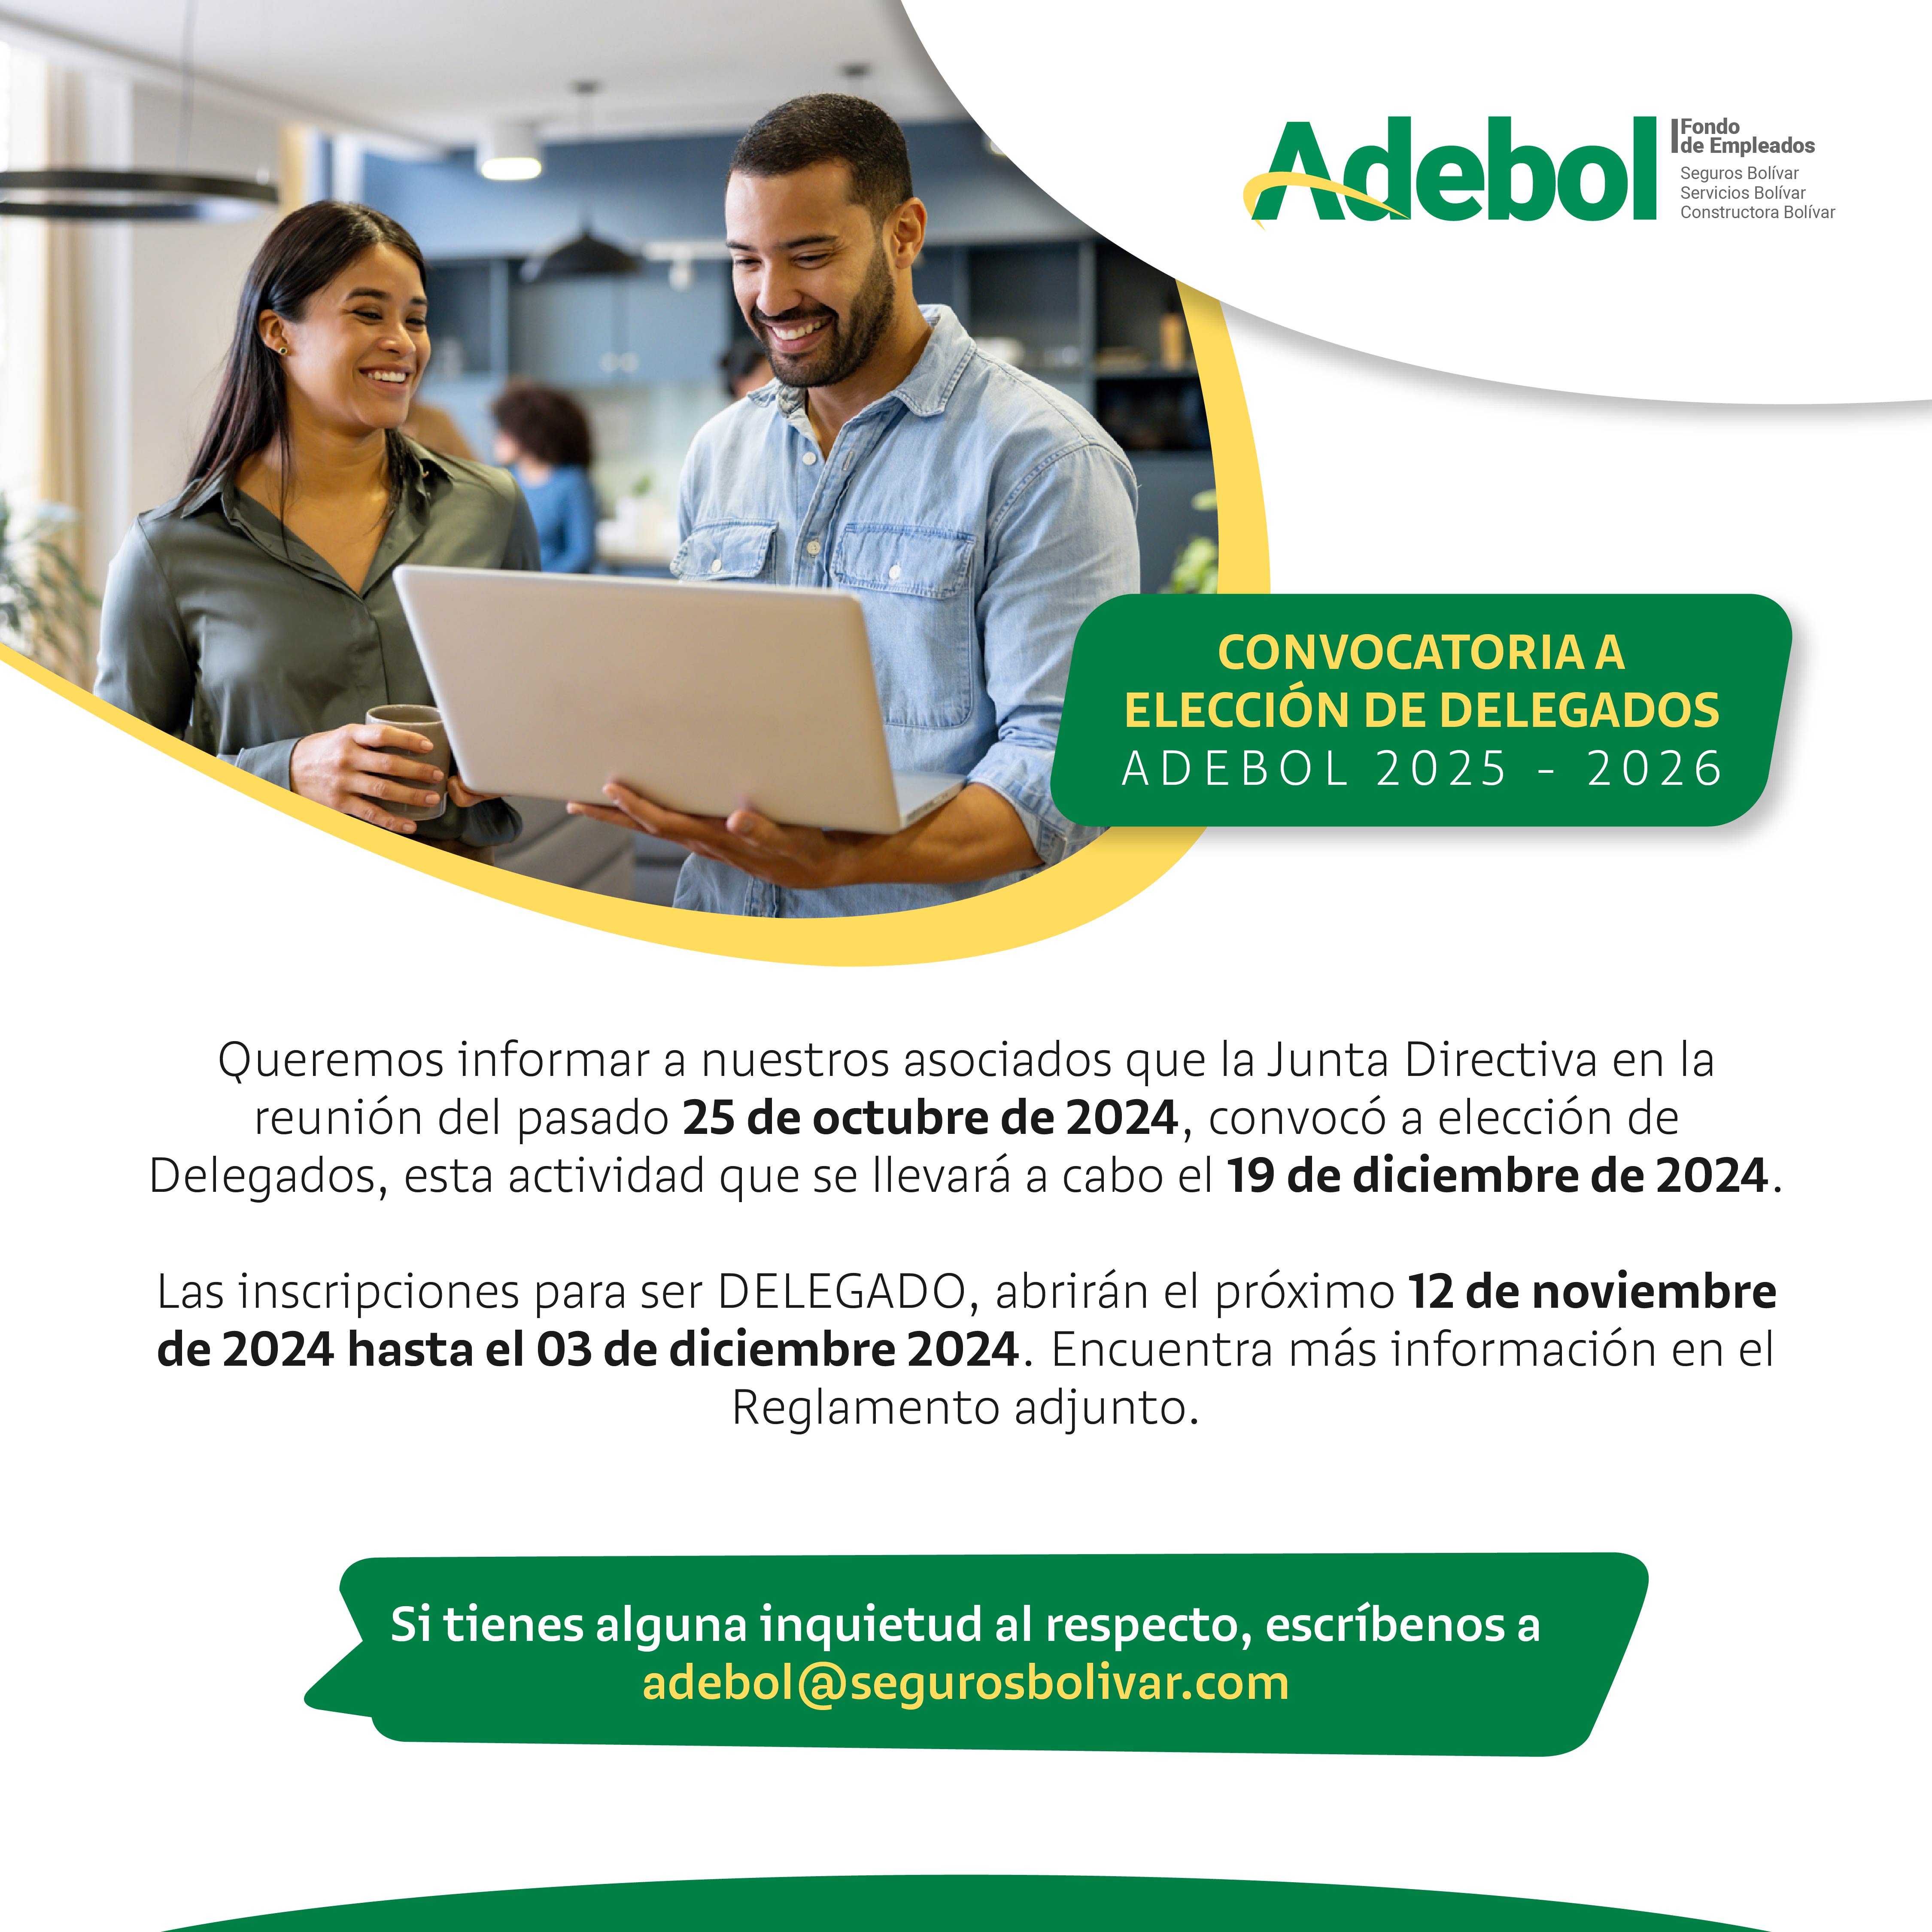 Adebol
Fondo
de Empleados
Seguros Bolívar
Servicios Bolívar
Constructora Bolívar
CONVOCATORIA A
ELECCIÓN DE DELEGADOS
ADEBOL 2025 - 2026
Queremos informar a nuestros asociados que la Junta Directiva en la
reunión del pasado 25 de octubre de 2024, convocó a elección de
Delegados, esta actividad que se llevará a cabo el 19 de diciembre de 2024.
Las inscripciones para ser DELEGADO, abrirán el próximo 12 de noviembre
de 2024 hasta el 03 de diciembre 2024. Encuentra más información en el
Reglamento adjunto.
Si tienes alguna inquietud al respecto, escríbenos a
adebol@segurosbolivar.com